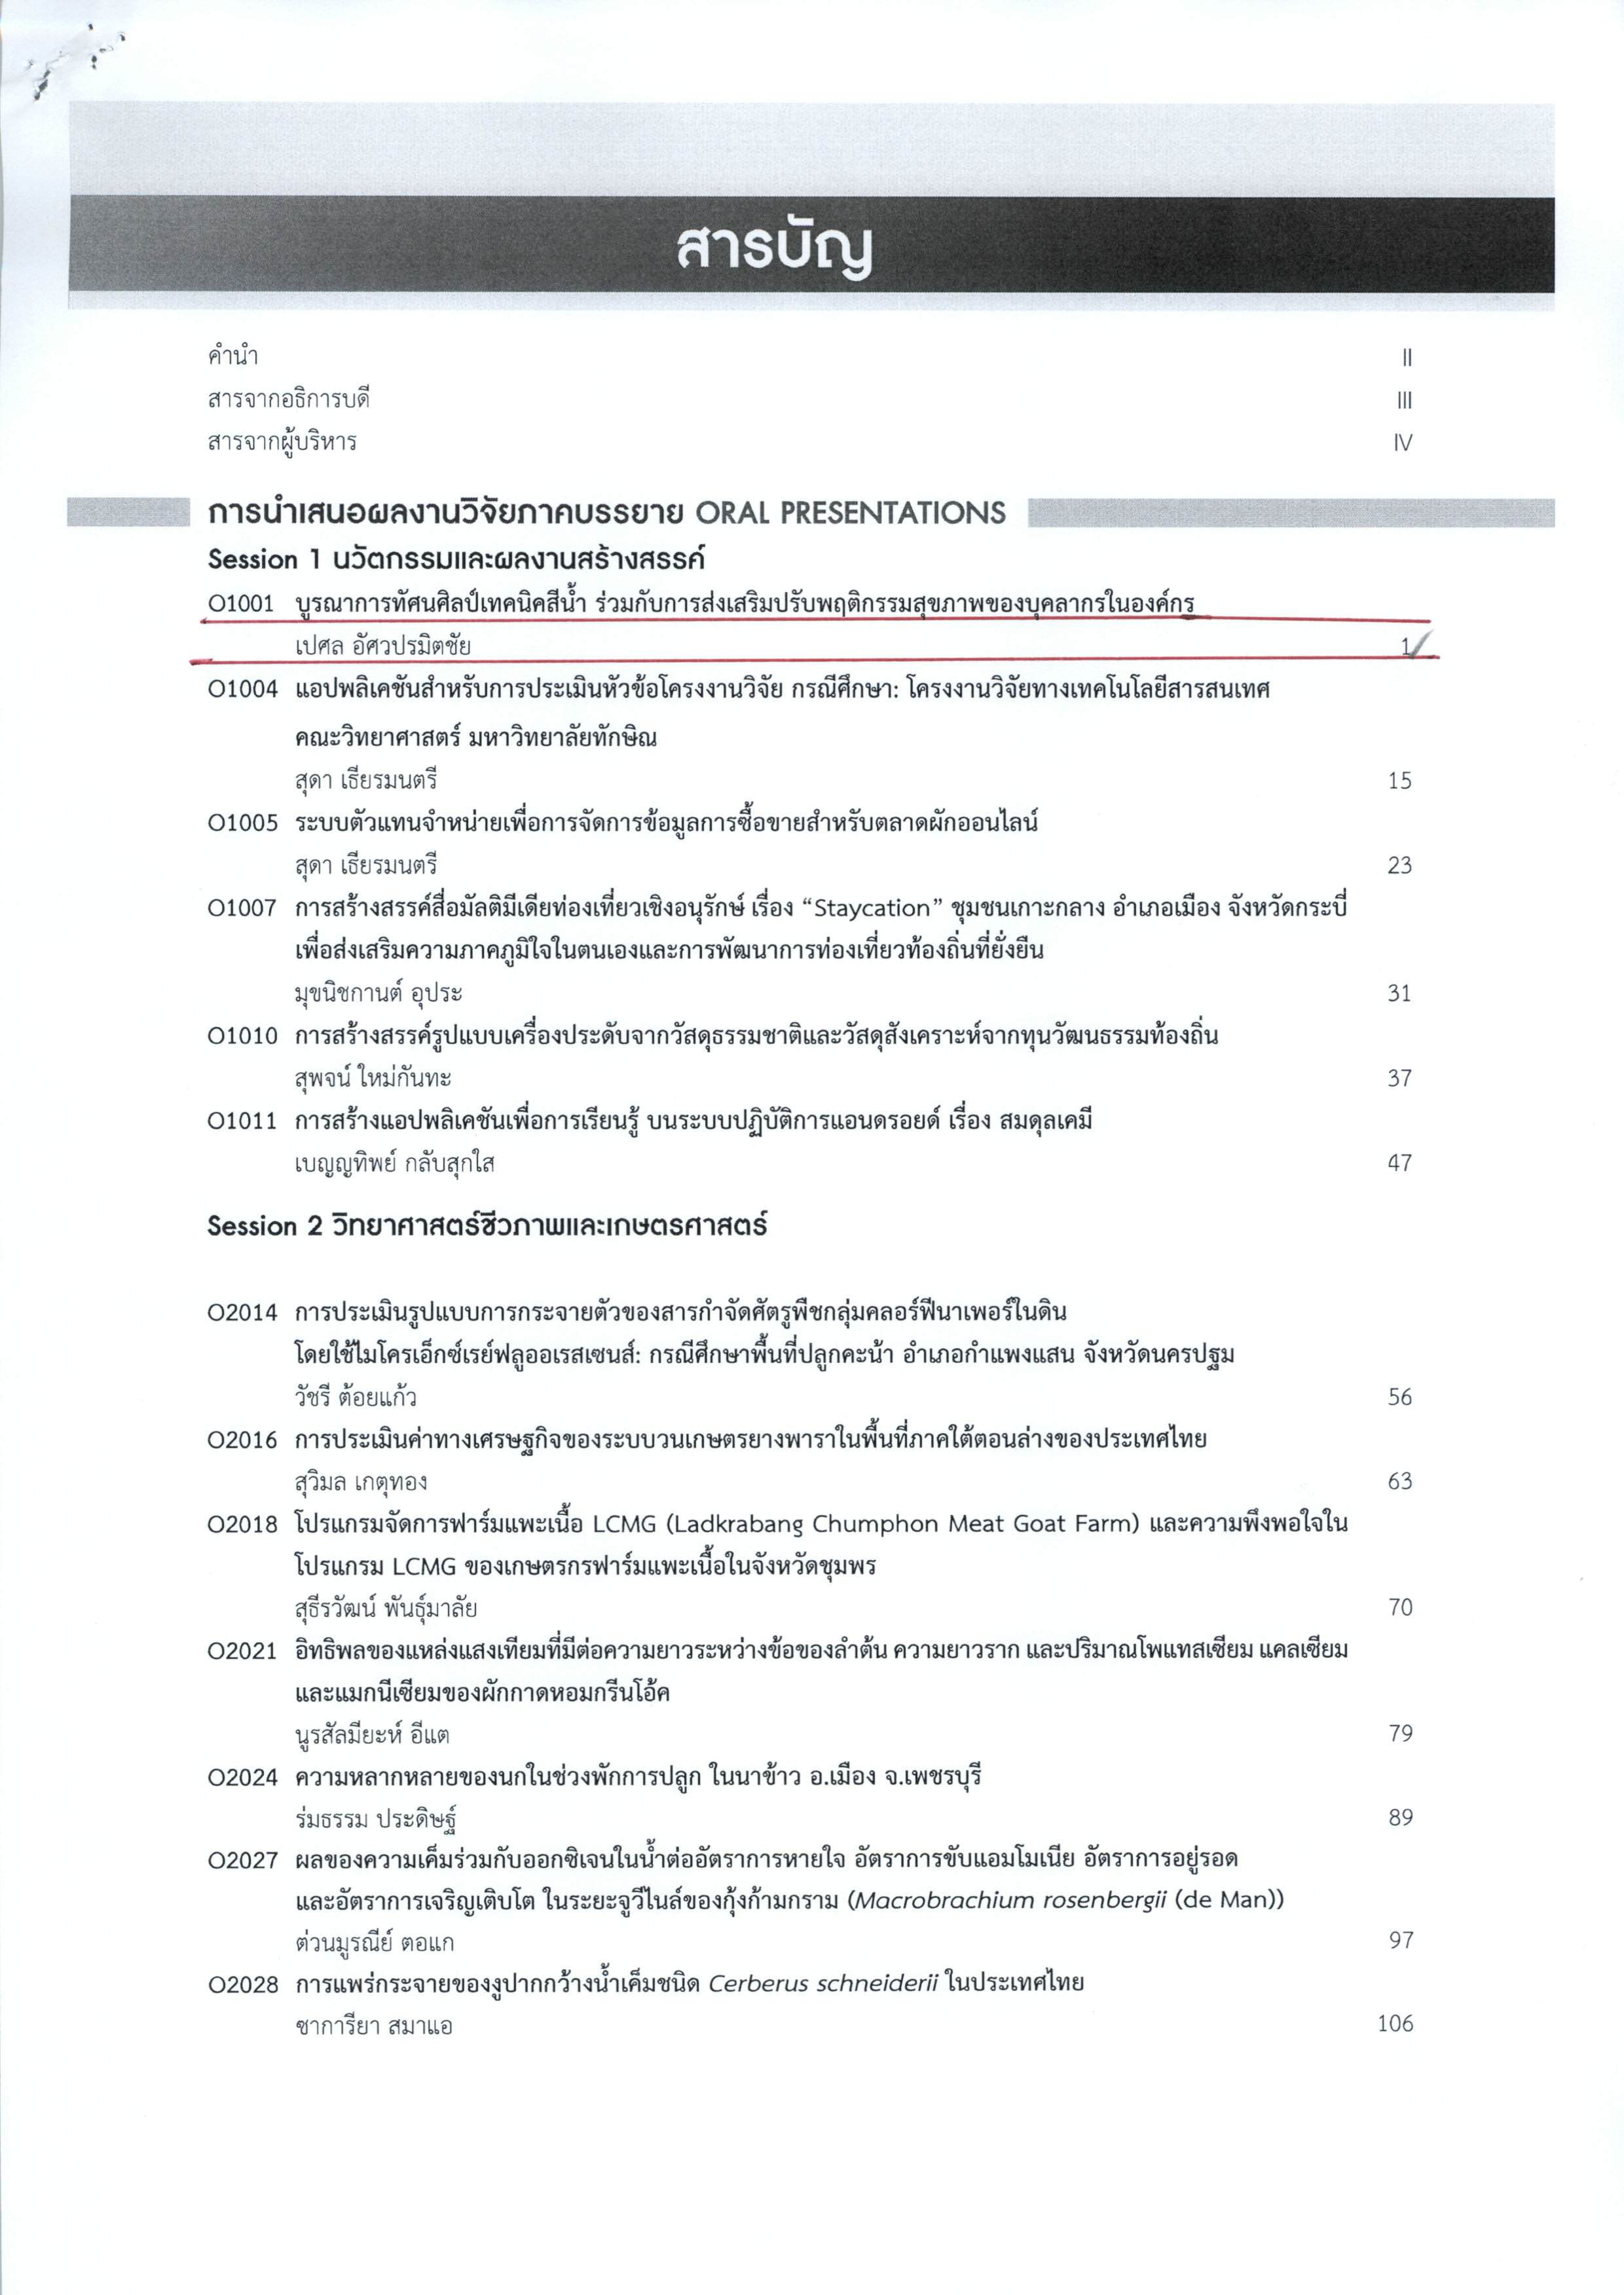 สารบัญ
คำนำ II
สารจากอธิการบดี III
สารจากผู้บริหาร IV
การนำเสนอผลงานวิจัยภาคบรรยาย ORAL PRESENTATIONS
Session 1 นวัตกรรมและผลงานสร้างสรรค์
O1001 บูรณาการทัศนศิลป์เทคนิคสีน้ำ ร่วมกับการส่งเสริมปรับพฤติกรรมสุขภาพของบุคลากรในองค์กร
เปศล อัศวปรมิตชัย 1
O1004 แอปพลิเคชันสำหรับการประเมินหัวข้อโครงงานวิจัย กรณีศึกษา: โครงงานวิจัยทางเทคโนโลยีสารสนเทศ
คณะวิทยาศาสตร์ มหาวิทยาลัยทักษิณ
สุดา เธียรมนตรี 15
O1005 ระบบตัวแทนจำหน่ายเพื่อการจัดการข้อมูลการซื้อขายสำหรับตลาดผักออนไลน์
สุดา เธียรมนตรี 23
O1007 การสร้างสรรค์สื่อมัลติมีเดียท่องเที่ยวเชิงอนุรักษ์ เรื่อง “Staycation” ชุมชนเกาะกลาง อำเภอเมือง จังหวัดกระบี่
เพื่อส่งเสริมความภาคภูมิใจในตนเองและการพัฒนาการท่องเที่ยวท้องถิ่นที่ยั่งยืน
มุขนิชกานต์ อุประ 31
O1010 การสร้างสรรค์รูปแบบเครื่องประดับจากวัสดุธรรมชาติและวัสดุสังเคราะห์จากทุนวัฒนธรรมท้องถิ่น
สุพจน์ ใหม่กันทะ 37
O1011 การสร้างแอปพลิเคชันเพื่อการเรียนรู้ บนระบบปฏิบัติการแอนดรอยด์ เรื่อง สมดุลเคมี
เบญญทิพย์ กลับสุกใส 47
Session 2 วิทยาศาสตร์ชีวภาพและเกษตรศาสตร์
O2014 การประเมินรูปแบบการกระจายตัวของสารกำจัดศัตรูพืชกลุ่มคลอร์ฟีนาเพอร์ในดิน
โดยใช้ไมโครเอ็กซ์เรย์ฟลูออเรสเซนส์: กรณีศึกษาพื้นที่ปลูกคะน้า อำเภอกำแพงแสน จังหวัดนครปฐม
วัชรี ต้อยแก้ว 56
O2016 การประเมินค่าทางเศรษฐกิจของระบบวนเกษตรยางพาราในพื้นที่ภาคใต้ตอนล่างของประเทศไทย
สุวิมล เกตุทอง 63
O2018 โปรแกรมจัดการฟาร์มแพะเนื้อ LCMG (Ladkrabang Chumphon Meat Goat Farm) และความพึงพอใจใน
โปรแกรม LCMG ของเกษตรกรฟาร์มแพะเนื้อในจังหวัดชุมพร
สุธีรวัฒน์ พันธุ์มาลัย 70
O2021 อิทธิพลของแหล่งแสงเทียมที่มีต่อความยาวระหว่างข้อของลำต้น ความยาวราก และปริมาณโพแทสเซียม แคลเซียม
และแมกนีเซียมของผักกาดหอมกรีนโอ้ค
นูรสัลมียะห์ อีแต 79
O2024 ความหลากหลายของนกในช่วงพักการปลูก ในนาข้าว อ.เมือง จ.เพชรบุรี
ร่มธรรม ประดิษฐ์ 89
O2027 ผลของความเค็มร่วมกับออกซิเจนในน้ำต่ออัตราการหายใจ อัตราการขับแอมโมเนีย อัตราการอยู่รอด
และอัตราการเจริญเติบโต ในระยะจูวีไนล์ของกุ้งก้ามกราม (Macrobrachium rosenbergii (de Man))
ต่วนมูรณีย์ ตอแก 97
O2028 การแพร่กระจายของงูปากกว้างน้ำเค็มชนิด Cerberus schneiderii ในประเทศไทย
ซาการียา สมาแอ 106